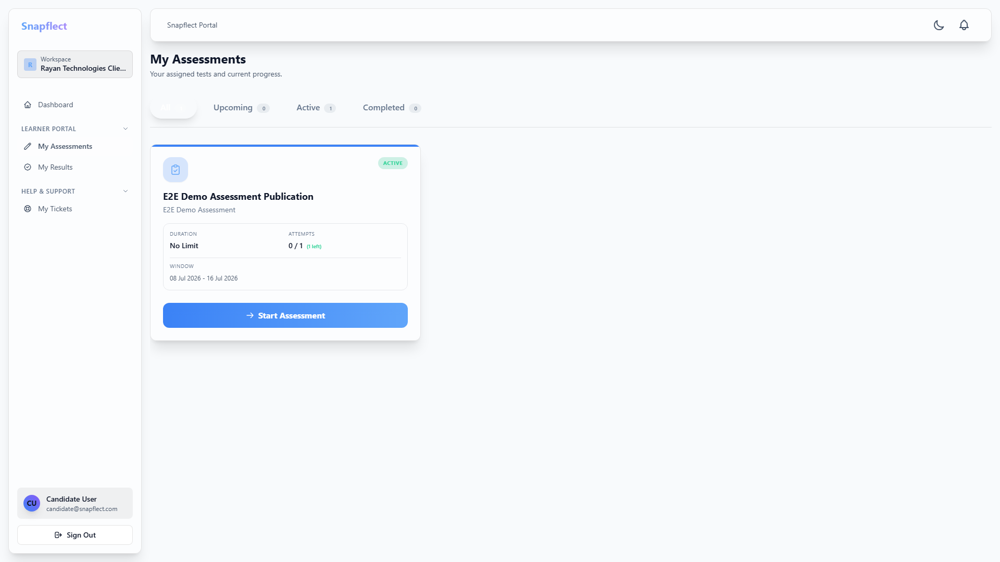 Snapflect
Workspace
R
Rayan Technologies Clie...
Dashboard
LEARNER PORTAL
My Assessments
My Results
HELP & SUPPORT
My Tickets
CU
Candidate User
candidate@snapflect.com
Sign Out
Snapflect Portal
My Assessments
Your assigned tests and current progress.
All
Upcoming 0
Active 1
Completed 0
ACTIVE
E2E Demo Assessment Publication
E2E Demo Assessment
DURATION
No Limit
ATTEMPTS
0 / 1 (1 left)
WINDOW
08 Jul 2026 - 16 Jul 2026
Start Assessment